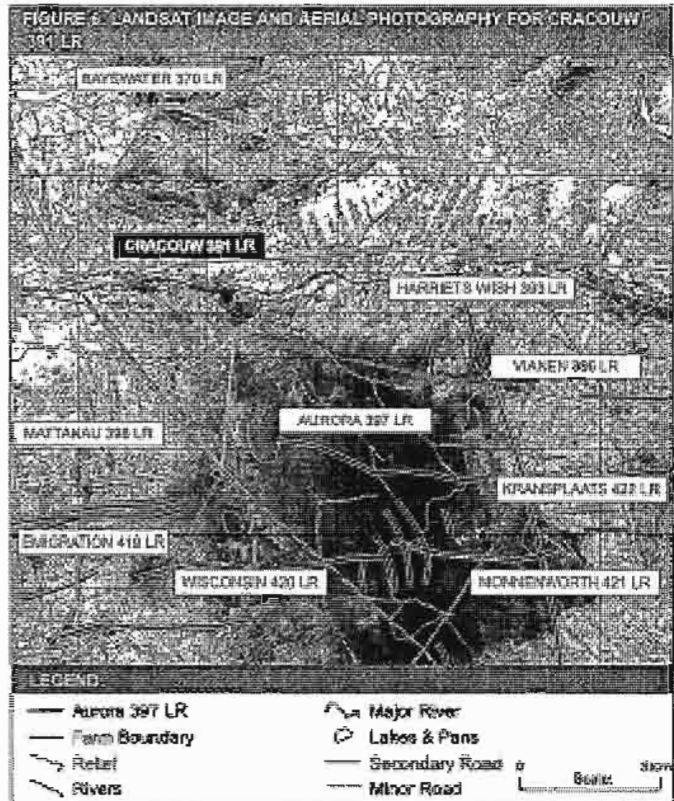 FIGURE 6. LANDSAT IMAGE AND AERIAL PHOTOGRAPHY FOR CRACOUW
391 LR
BAYSWATER 370 LR
CRACOUW 391 LR
HARRIETS WISH 393 LR
VIANEN 396 LR
AURORA 397 LR
MATTANAU 398 LR
KRANSPLAATS 422 LR
EMIGRATION 419 LR
WISCONSIN 420 LR
MONNENWORTH 421 LR
LEGEND
Aurora 397 LR
Farm Boundary
Relief
Rivers
Major River
Lakes & Pans
Secondary Road
Minor Road
0
Scale: